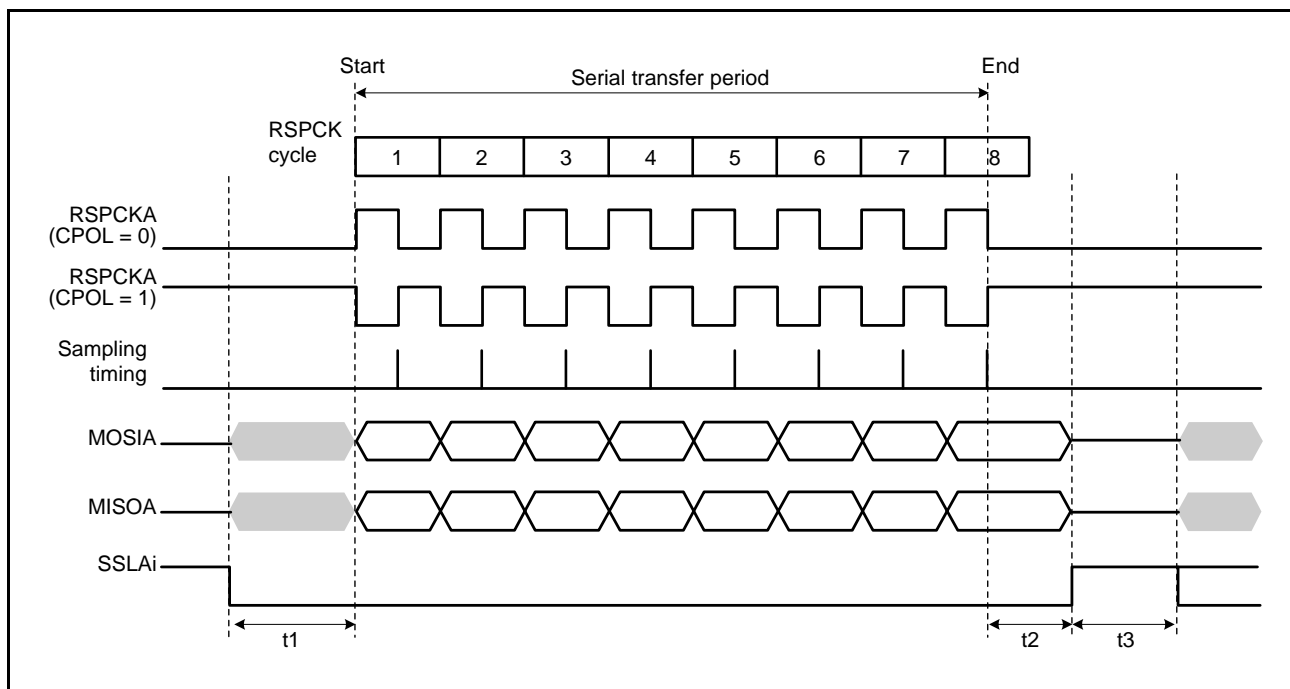 Start
Serial transfer period
End
RSPCK
cycle
1 2 3 4 5 6 7 8
RSPCKA
(CPOL = 0)
RSPCKA
(CPOL = 1)
Sampling
timing
MOSIA
MISOA
SSLAi
t1
t2
t3